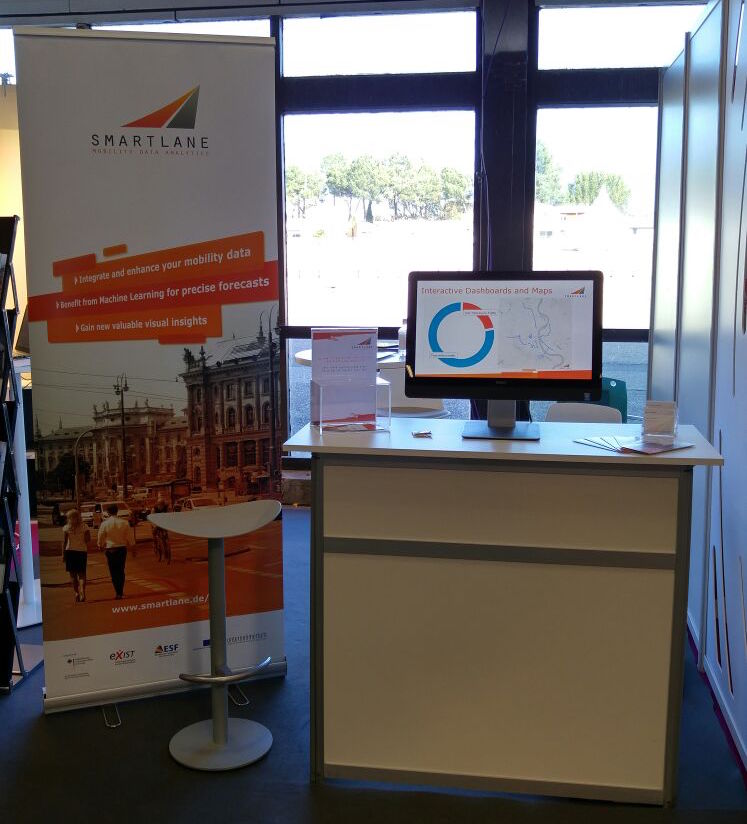 SMARTLANE
MOBILITY DATA ANALYTICS
Integrate and enhance your mobility data
Benefit from Machine Learning for precise forecasts
Gain new valuable visual insights
www.smartlane.de/
eXIST
ESF
Interactive Dashboards and Maps